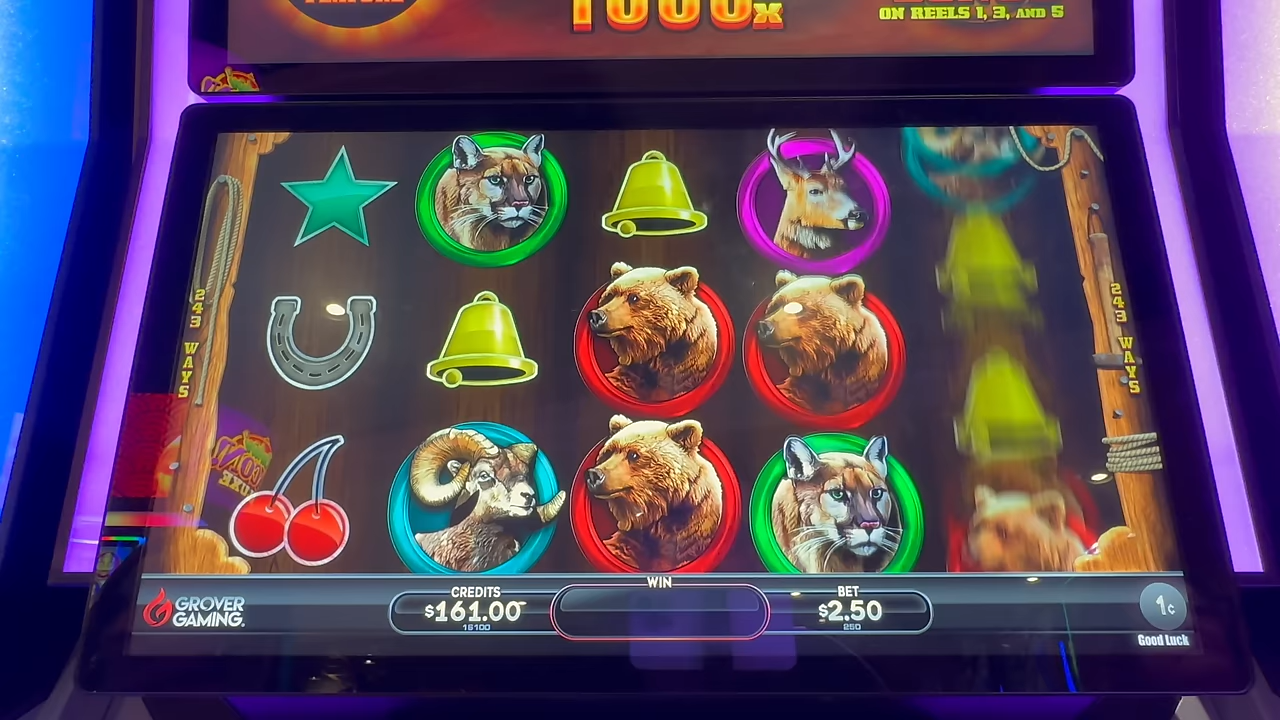 1000x
ON REELS 1, 3, AND 5
243 WAYS
243 WAYS
GROVER
GAMING
CREDITS
$161.00
16100
WIN
BET
$2.50
250
1¢
Good Luck